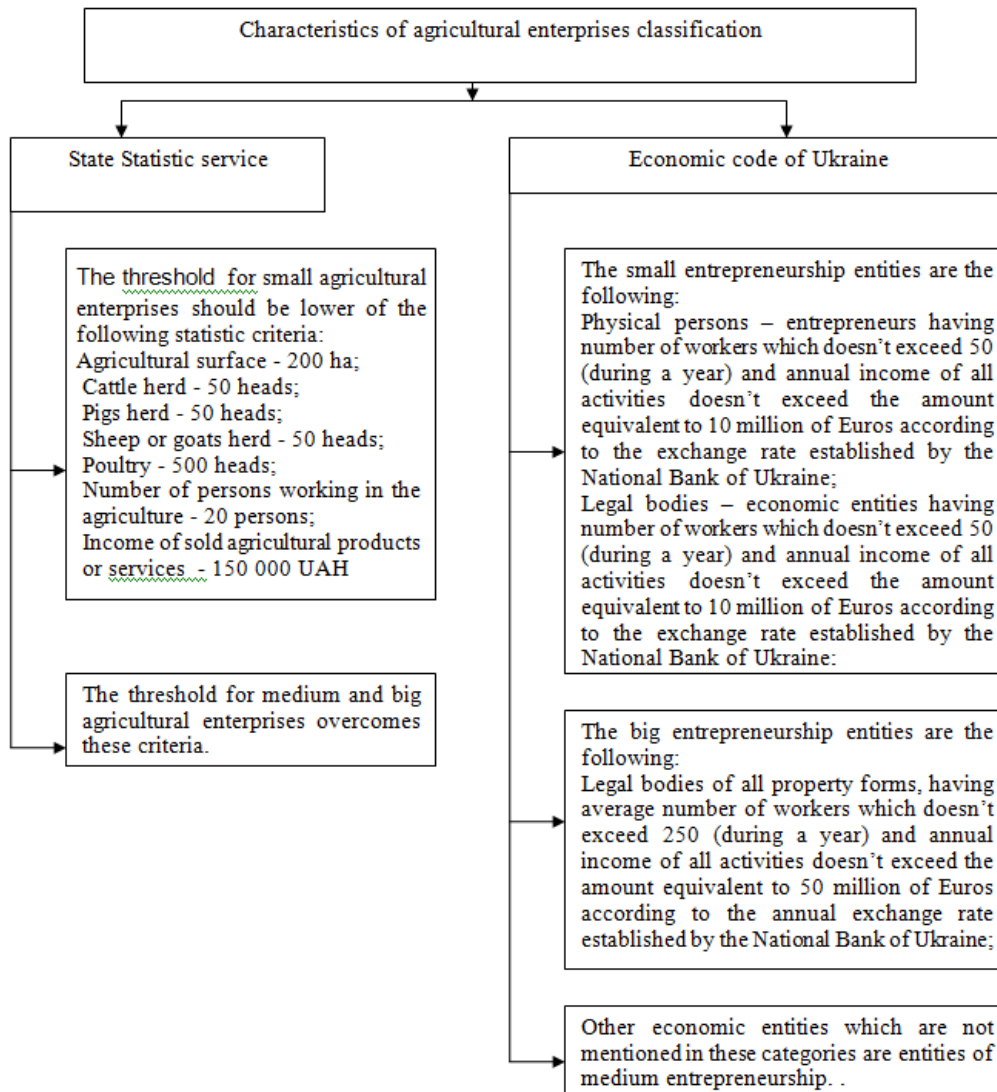 Characteristics of agricultural enterprises classification
State Statistic service
The threshold for small agricultural
enterprises should be lower of the
following statistic criteria:
Agricultural surface - 200 ha;
Cattle herd - 50 heads;
Pigs herd - 50 heads;
Sheep or goats herd - 50 heads;
Poultry - 500 heads;
Number of persons working in the
agriculture - 20 persons;
Income of sold agricultural products
or services - 150 000 UAH
The threshold for medium and big
agricultural enterprises overcomes
these criteria.
Economic code of Ukraine
The small entrepreneurship entities are the
following:
Physical persons – entrepreneurs having
number of workers which doesn’t exceed 50
(during a year) and annual income of all
activities doesn’t exceed the amount
equivalent to 10 million of Euros according
to the exchange rate established by the
National Bank of Ukraine;
Legal bodies – economic entities having
number of workers which doesn’t exceed 50
(during a year) and annual income of all
activities doesn’t exceed the amount
equivalent to 10 million of Euros according
to the exchange rate established by the
National Bank of Ukraine:
The big entrepreneurship entities are the
following:
Legal bodies of all property forms, having
average number of workers which doesn’t
exceed 250 (during a year) and annual
income of all activities doesn’t exceed the
amount equivalent to 50 million of Euros
according to the annual exchange rate
established by the National Bank of Ukraine;
Other economic entities which are not
mentioned in these categories are entities of
medium entrepreneurship. .